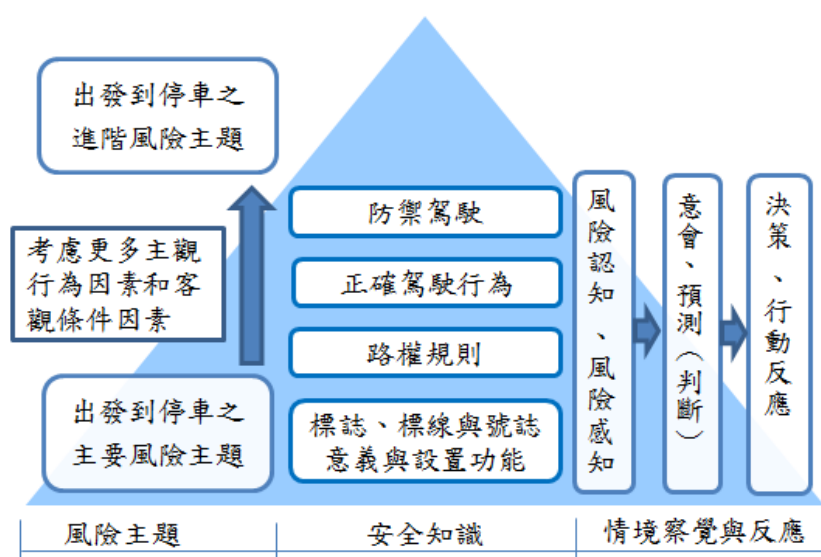 出發到停車之
進階風險主題
考慮更多主觀
行為因素和客
觀條件因素
出發到停車之
主要風險主題
防禦駕駛
正確駕駛行為
路權規則
標誌、標線與號誌
意義與設置功能
風險認知、風險感知
意會、預測（判斷）
決策、行動反應
風險主題
安全知識
情境察覺與反應